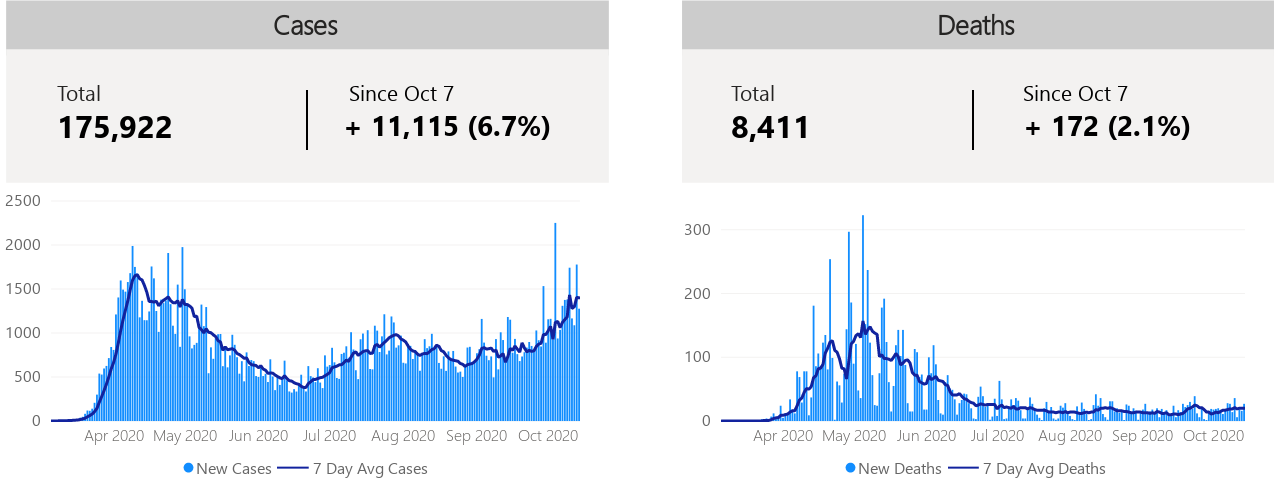 Cases
Total
175,922
Since Oct 7
+ 11,115 (6.7%)
2500
2000
1500
1000
500
0
Apr 2020 May 2020 Jun 2020 Jul 2020 Aug 2020 Sep 2020 Oct 2020
New Cases 7 Day Avg Cases
Deaths
Total
8,411
Since Oct 7
+ 172 (2.1%)
300
200
100
0
Apr 2020 May 2020 Jun 2020 Jul 2020 Aug 2020 Sep 2020 Oct 2020
New Deaths 7 Day Avg Deaths